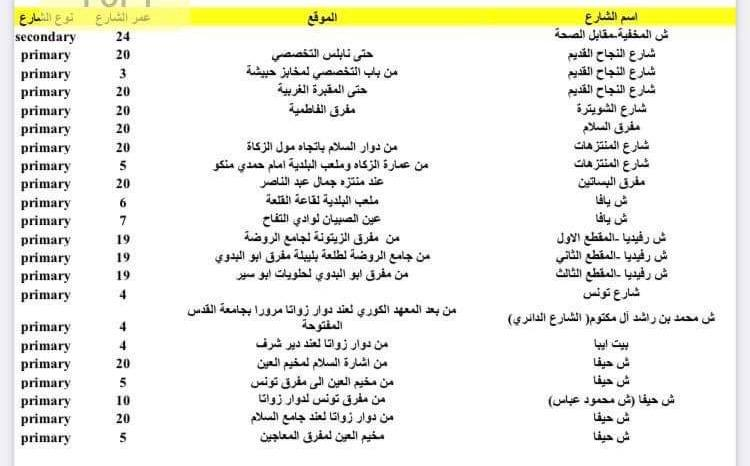 اسم الشارع الموقع عمر الشارع نوع الشارع
ش المخفية-مقابل الصحة 24 secondary
شارع النجاح القديم حتى نابلس التخصصي 20 primary
شارع النجاح القديم من باب التخصصي لمخابز حبيشة 3 primary
شارع النجاح القديم حتى المقبرة الغربية 20 primary
شارع الشويترة مفرق الفاطمية 20 primary
مفرق السلام 20 primary
شارع المنتزهات من دوار السلام باتجاه مول الزكاة 20 primary
شارع المنتزهات من عمارة الزكاه وملعب البلدية امام حمدي منكو 5 primary
مفرق البساتين عند منتزه جمال عبد الناصر 20 primary
ش يافا ملعب البلدية لقاعة القلعة 6 primary
ش يافا عين الصبيان لوادي التفاح 7 primary
ش رفيديا -المقطع الاول من مفرق الزيتونة لجامع الروضة 19 primary
ش رفيديا -المقطع الثاني من جامع الروضة لطلعة بليبلة مفرق ابو البدوي 19 primary
ش رفيديا -المقطع الثالث من مفرق ابو البدوي لحلويات ابو سير 19 primary
شارع تونس 4 primary
من بعد المعهد الكوري لعند دوار زواتا مرورا بجامعة القدس
ش محمد بن راشد آل مكتوم( الشارع الدائري) المفتوحة 4 primary
بيت ايبا من دوار زواتا لعند دير شرف 4 primary
ش حيفا من اشارة السلام لمخيم العين 20 primary
ش حيفا من مخيم العين الى مفرق تونس 5 primary
ش حيفا (ش محمود عباس) من مفرق تونس لدوار زواتا 10 primary
ش حيفا من دوار زواتا لعند جامع السلام 20 primary
ش حيفا مخيم العين لمفرق المعاجين 5 primary